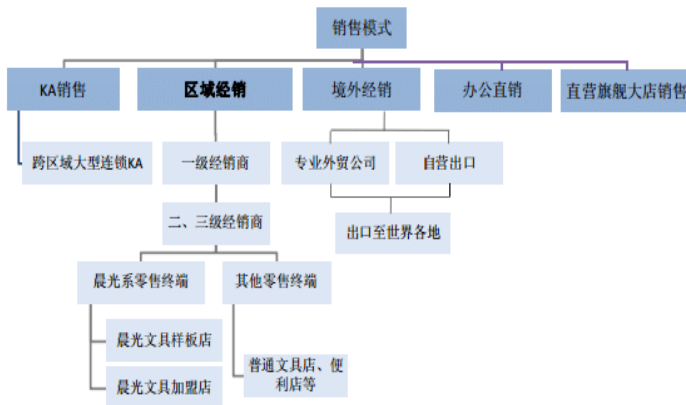 销售模式
KA销售
区域经销
境外经销
办公直销
直营旗舰大店销售
跨区域大型连锁KA
一级经销商
专业外贸公司
自营出口
二、三级经销商
出口至世界各地
晨光系零售终端
其他零售终端
晨光文具样板店
普通文具店、便
利店等
晨光文具加盟店